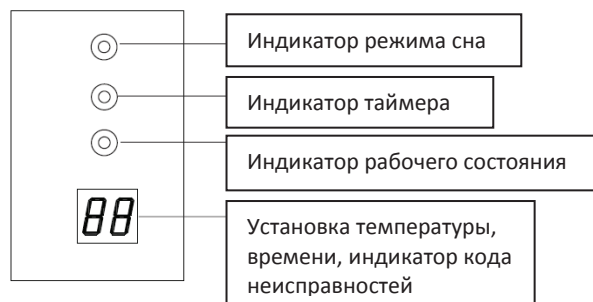 Индикатор режима сна
Индикатор таймера
Индикатор рабочего состояния
88
Установка температуры,
времени, индикатор кода
неисправностей